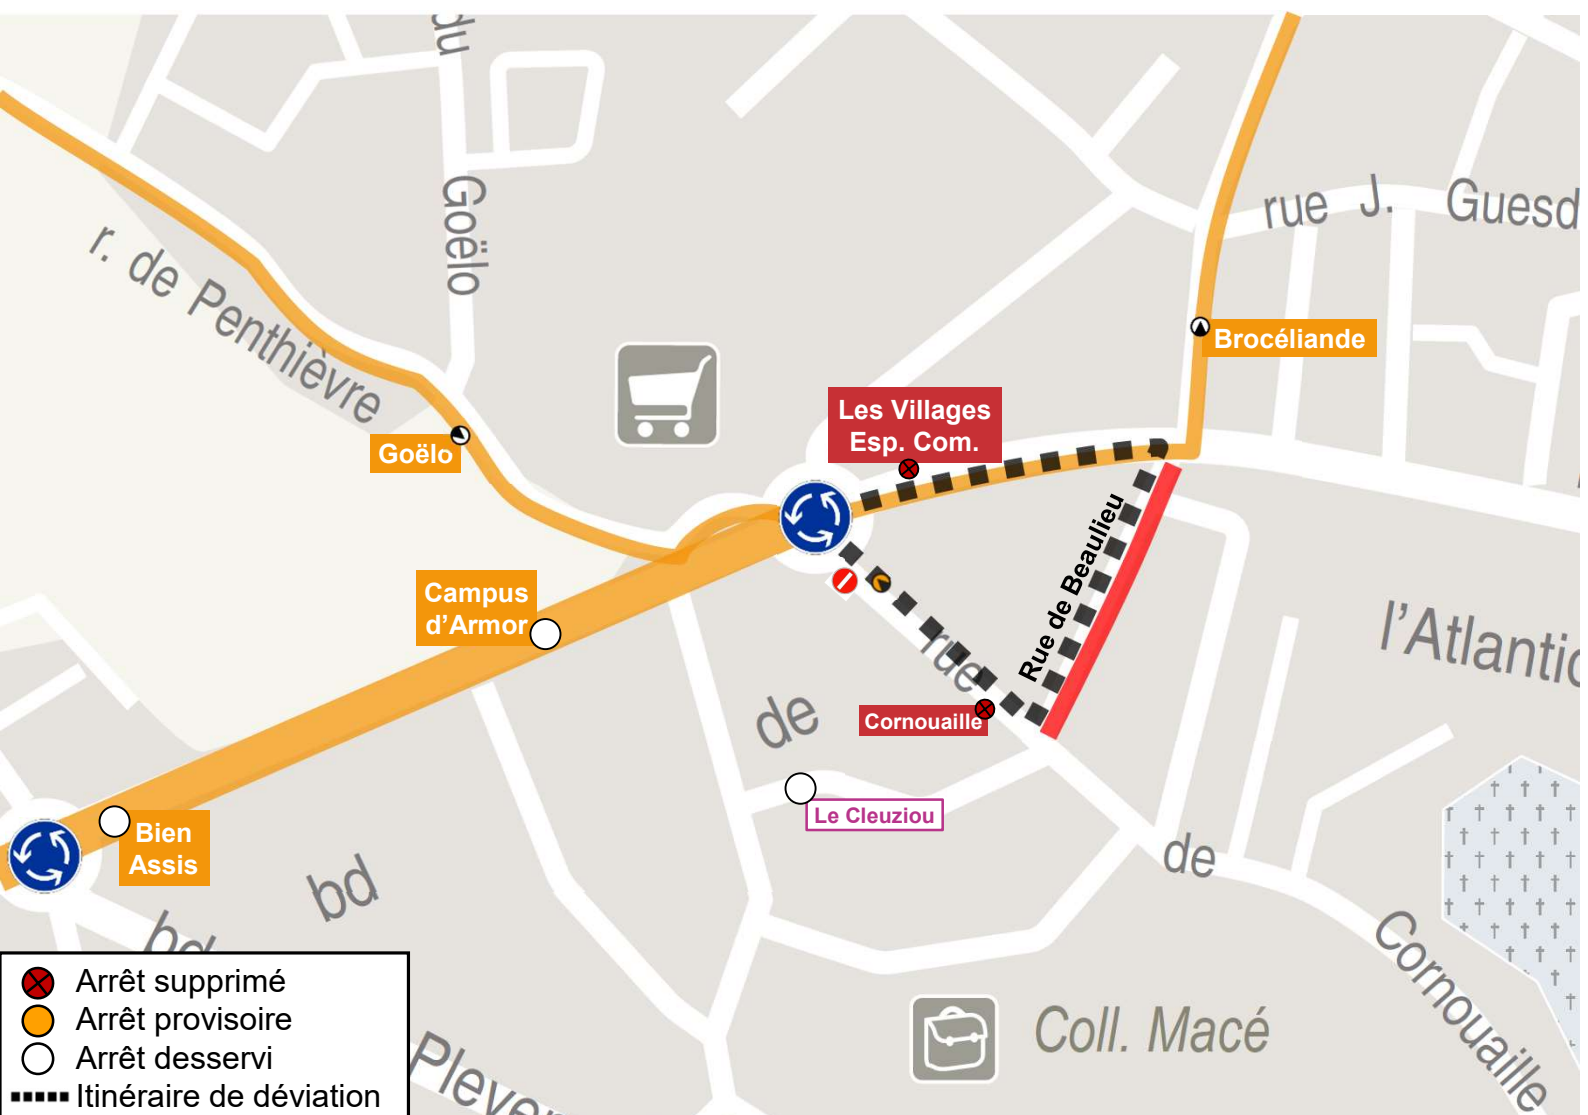 du
Goëlo
r. de Penthièvre
rue J. Guesd
Brocéliande
Les Villages
Esp. Com.
Goëlo
Campus
d'Armor
Rue de Beaulieu
l'Atlantic
rue
de
Cornouaille
Le Cleuziou
Bien
Assis
bd
bd
de
Cornouaille
Coll. Macé
Pleven
Arrêt supprimé
Arrêt provisoire
Arrêt desservi
Itinéraire de déviation